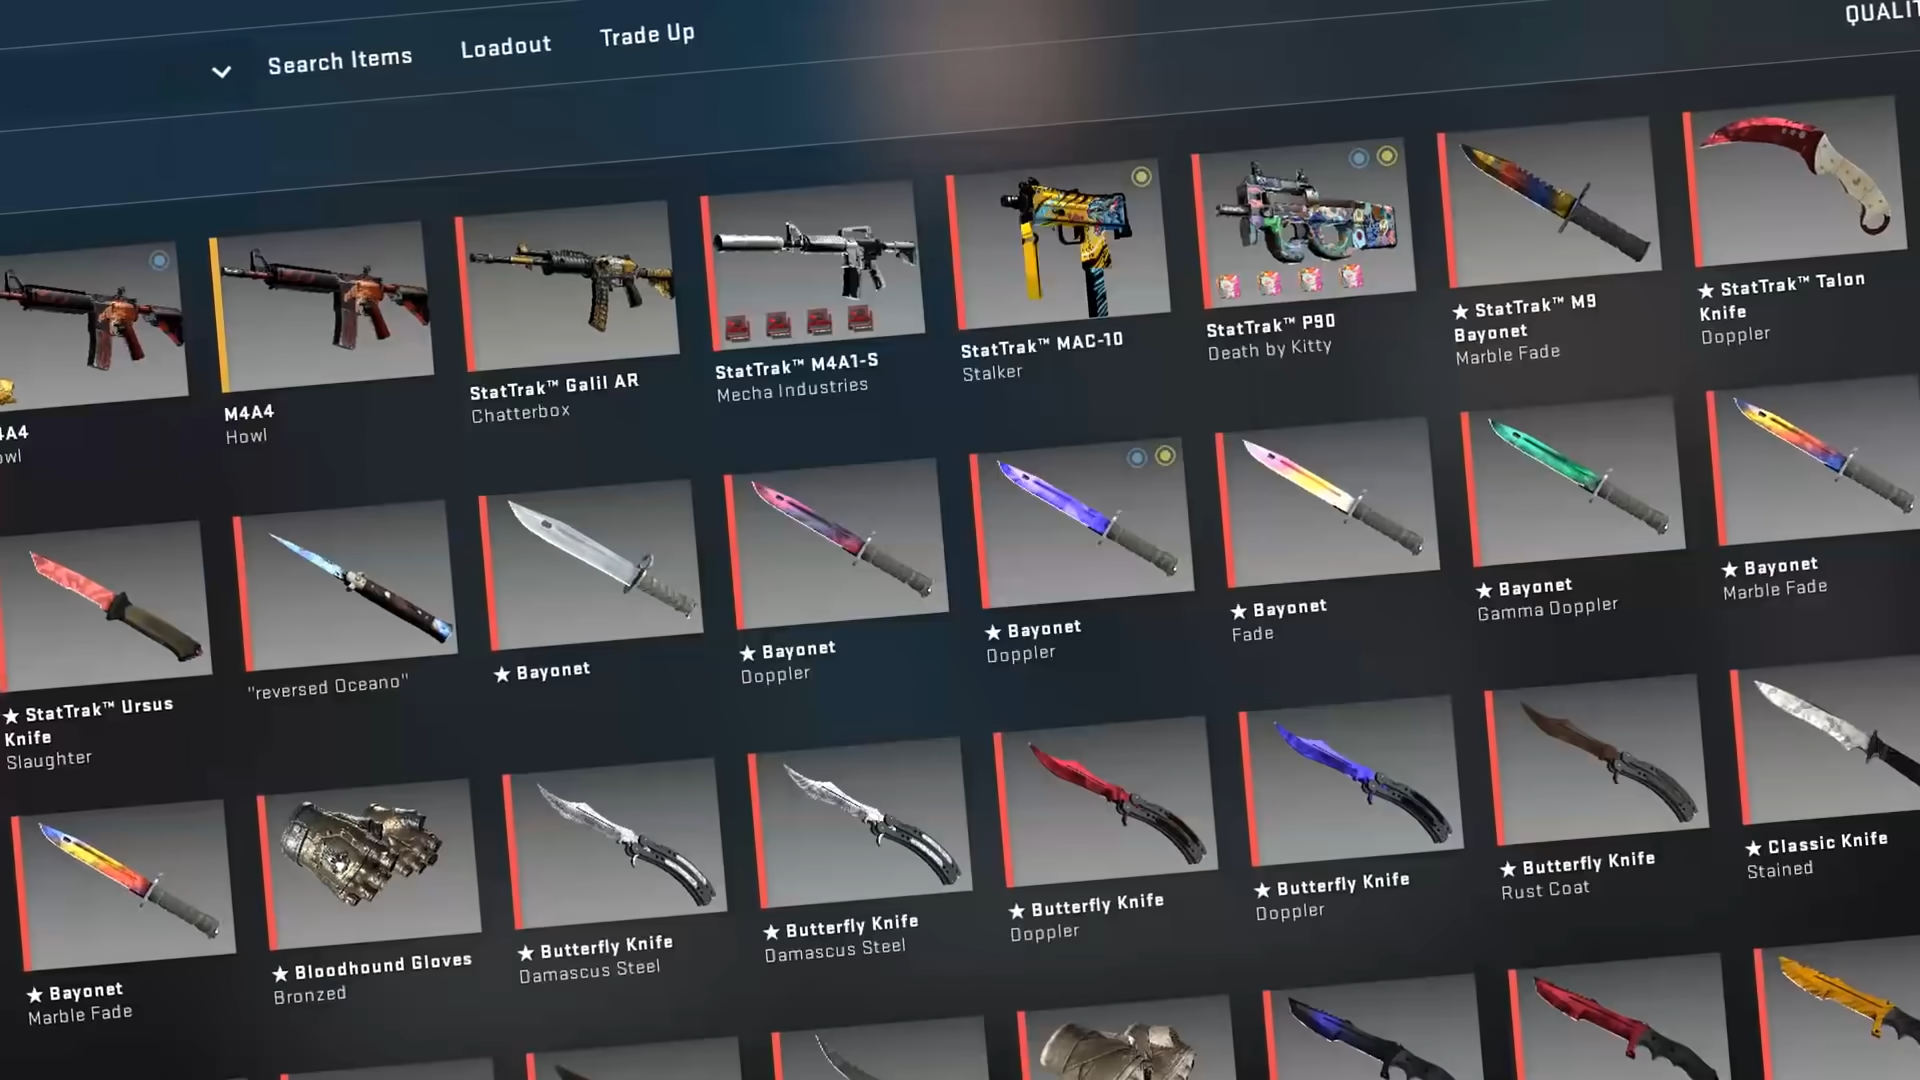 Search Items
Loadout
Trade Up
M4A4
Howl
StatTrak™ Galil AR
Chatterbox
StatTrak™ M4A1-S
Mecha Industries
StatTrak™ MAC-10
Stalker
StatTrak™ P90
Death by Kitty
★ StatTrak™ M9
Bayonet
Marble Fade
★ StatTrak™ Talon
Knife
Doppler
★ StatTrak™ Ursus
Knife
Slaughter
"reversed Oceano"
★ Bayonet
★ Bayonet
Doppler
★ Bayonet
Doppler
★ Bayonet
Fade
★ Bayonet
Gamma Doppler
★ Bayonet
Marble Fade
★ Bayonet
Marble Fade
★ Bloodhound Gloves
Bronzed
★ Butterfly Knife
Damascus Steel
★ Butterfly Knife
Damascus Steel
★ Butterfly Knife
Doppler
★ Butterfly Knife
Doppler
★ Butterfly Knife
Rust Coat
★ Classic Knife
Stained